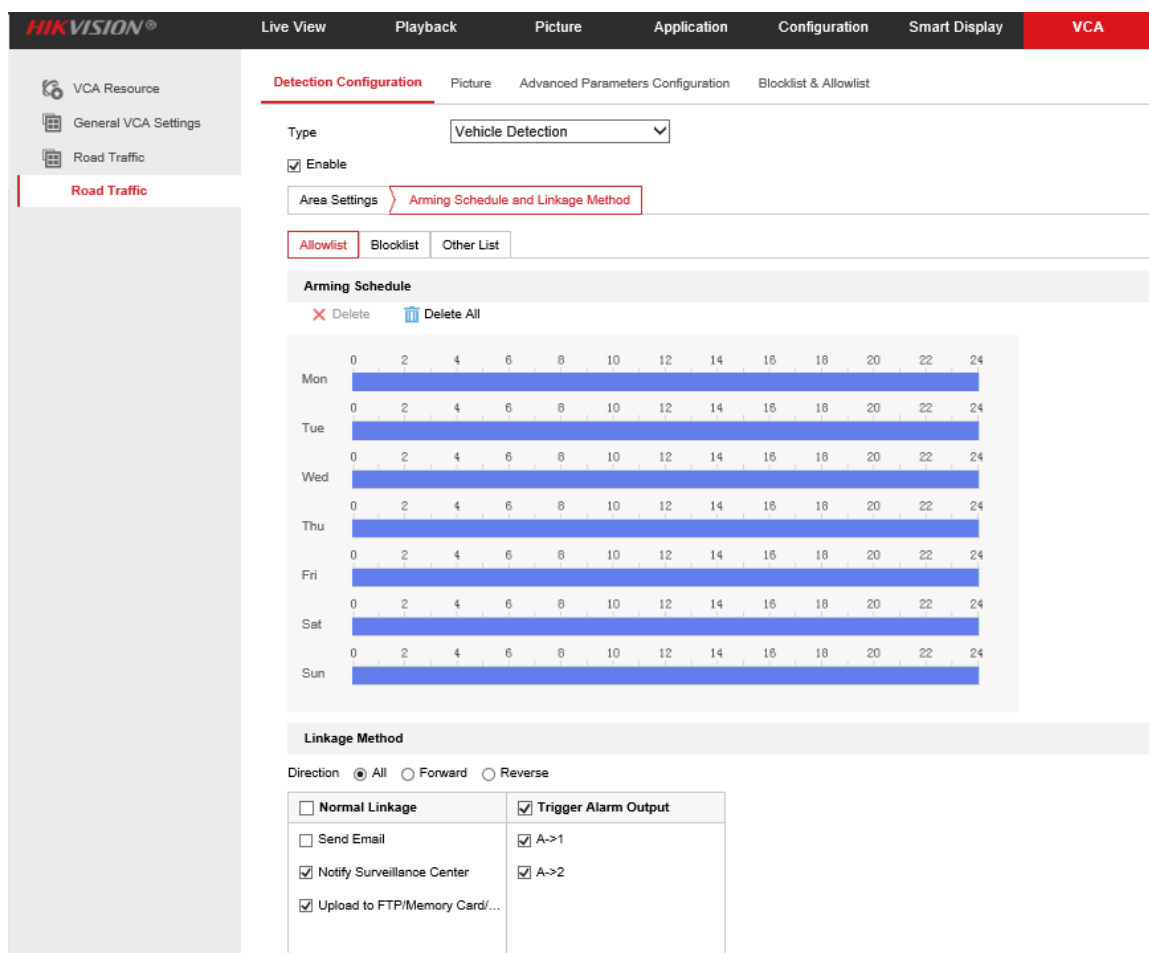 HIKVISION® Live View Playback Picture Application Configuration Smart Display VCA
VCA Resource
General VCA Settings
Road Traffic
Road Traffic
Detection Configuration Picture Advanced Parameters Configuration Blocklist & Allowlist
Type Vehicle Detection
Enable
Area Settings Arming Schedule and Linkage Method
Allowlist Blocklist Other List
Arming Schedule
Delete Delete All
0 2 4 6 8 10 12 14 16 18 20 22 24
Mon
0 2 4 6 8 10 12 14 16 18 20 22 24
Tue
0 2 4 6 8 10 12 14 16 18 20 22 24
Wed
0 2 4 6 8 10 12 14 16 18 20 22 24
Thu
0 2 4 6 8 10 12 14 16 18 20 22 24
Fri
0 2 4 6 8 10 12 14 16 18 20 22 24
Sat
0 2 4 6 8 10 12 14 16 18 20 22 24
Sun
Linkage Method
Direction All Forward Reverse
Normal Linkage Trigger Alarm Output
Send Email A->1
Notify Surveillance Center A->2
Upload to FTP/Memory Card/...